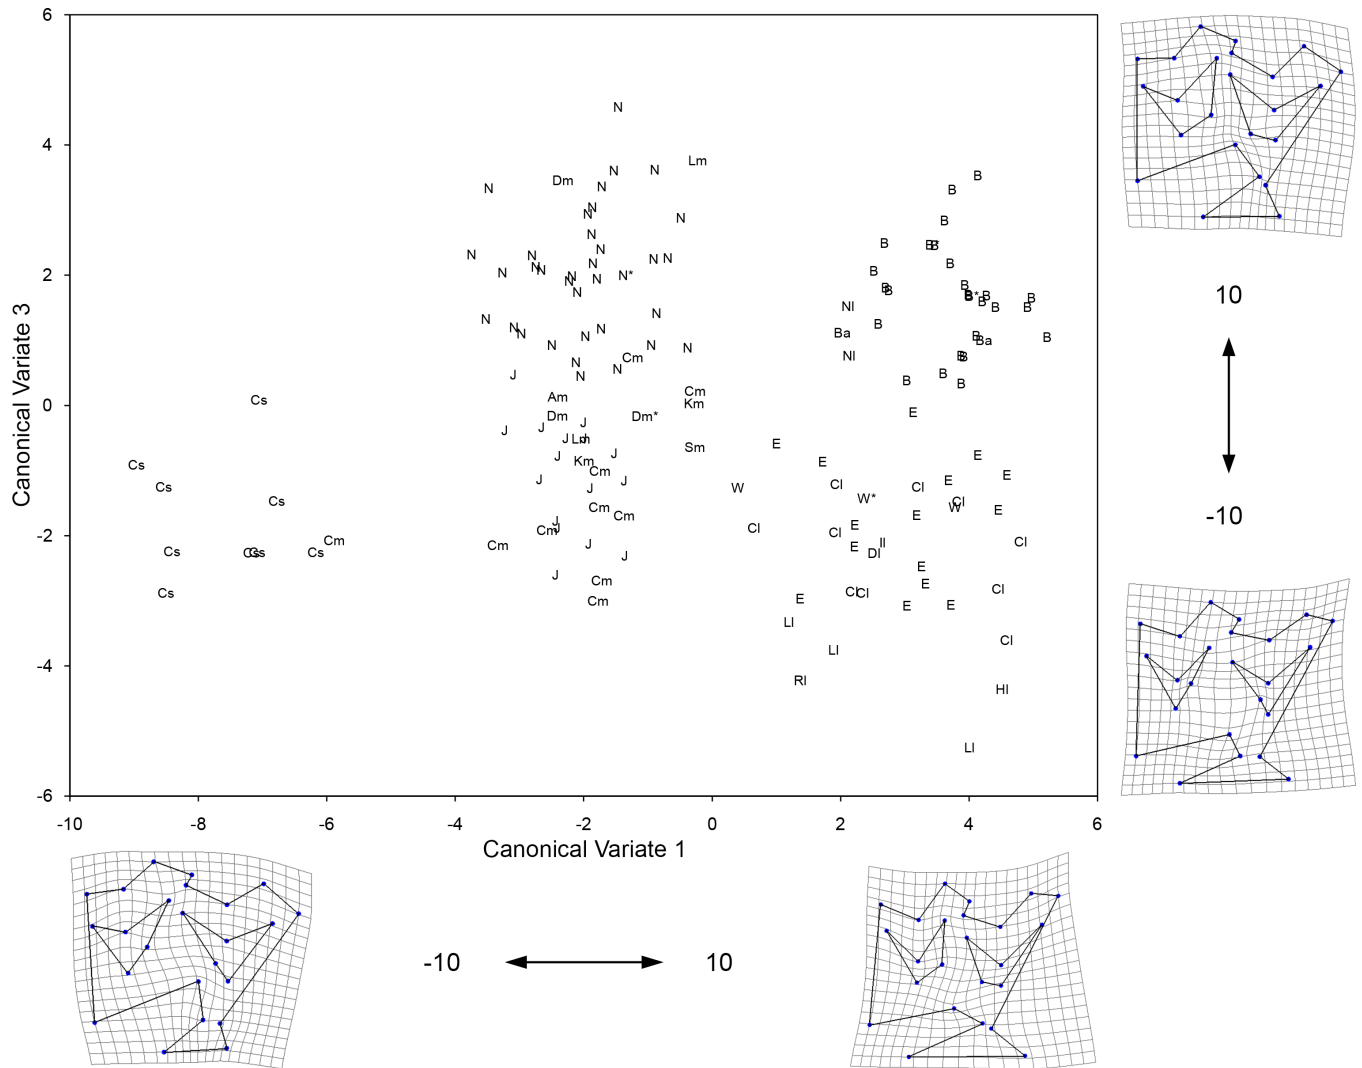 6
N
4
Lm
N N
B
Dm
N N B
N
N N B
N
B
N B B B*
N N N N N B
N N B
N N N N N* B
N N B
N B B
B B* B B
B
Nl B B
N N B
N N Ba
N N B B
N N Ba
N N N B
Cm Nl B B
N
N N B
J B B
Cm
2
Canonical Variate 3
0
Cs Am Km
Dm Dm* E
J J J
J Lm J Sm E
J J E
Cs Km E
Cm Cl E
J J E
Cs J W Cl
Cs W* Cl W
Cm E
Cm E
J Cl E
Cm J Cl
-2
Cm Cl
Cm J E Il
Cs Cs Cs Cs J Dl
E
J Cm E
Cs Cl Cl Cl
Cm E E E
Ll Cl
Ll
-4
Rl
Hl
Ll
-6
-10 -8 -6 -4 -2 0 2 4 6
Canonical Variate 1
10
-10
-10 10